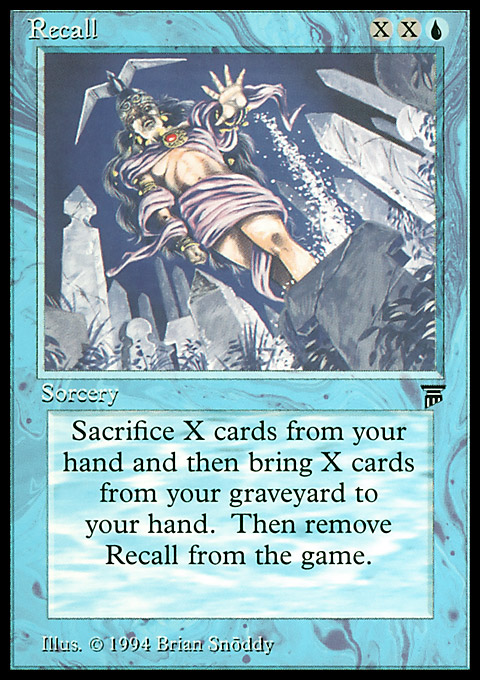 Recall X X
Sorcery
Sacrifice X cards from your
hand and then bring X cards
from your graveyard to
your hand. Then remove
Recall from the game.
Illus. © 1994 Brian Snōddy